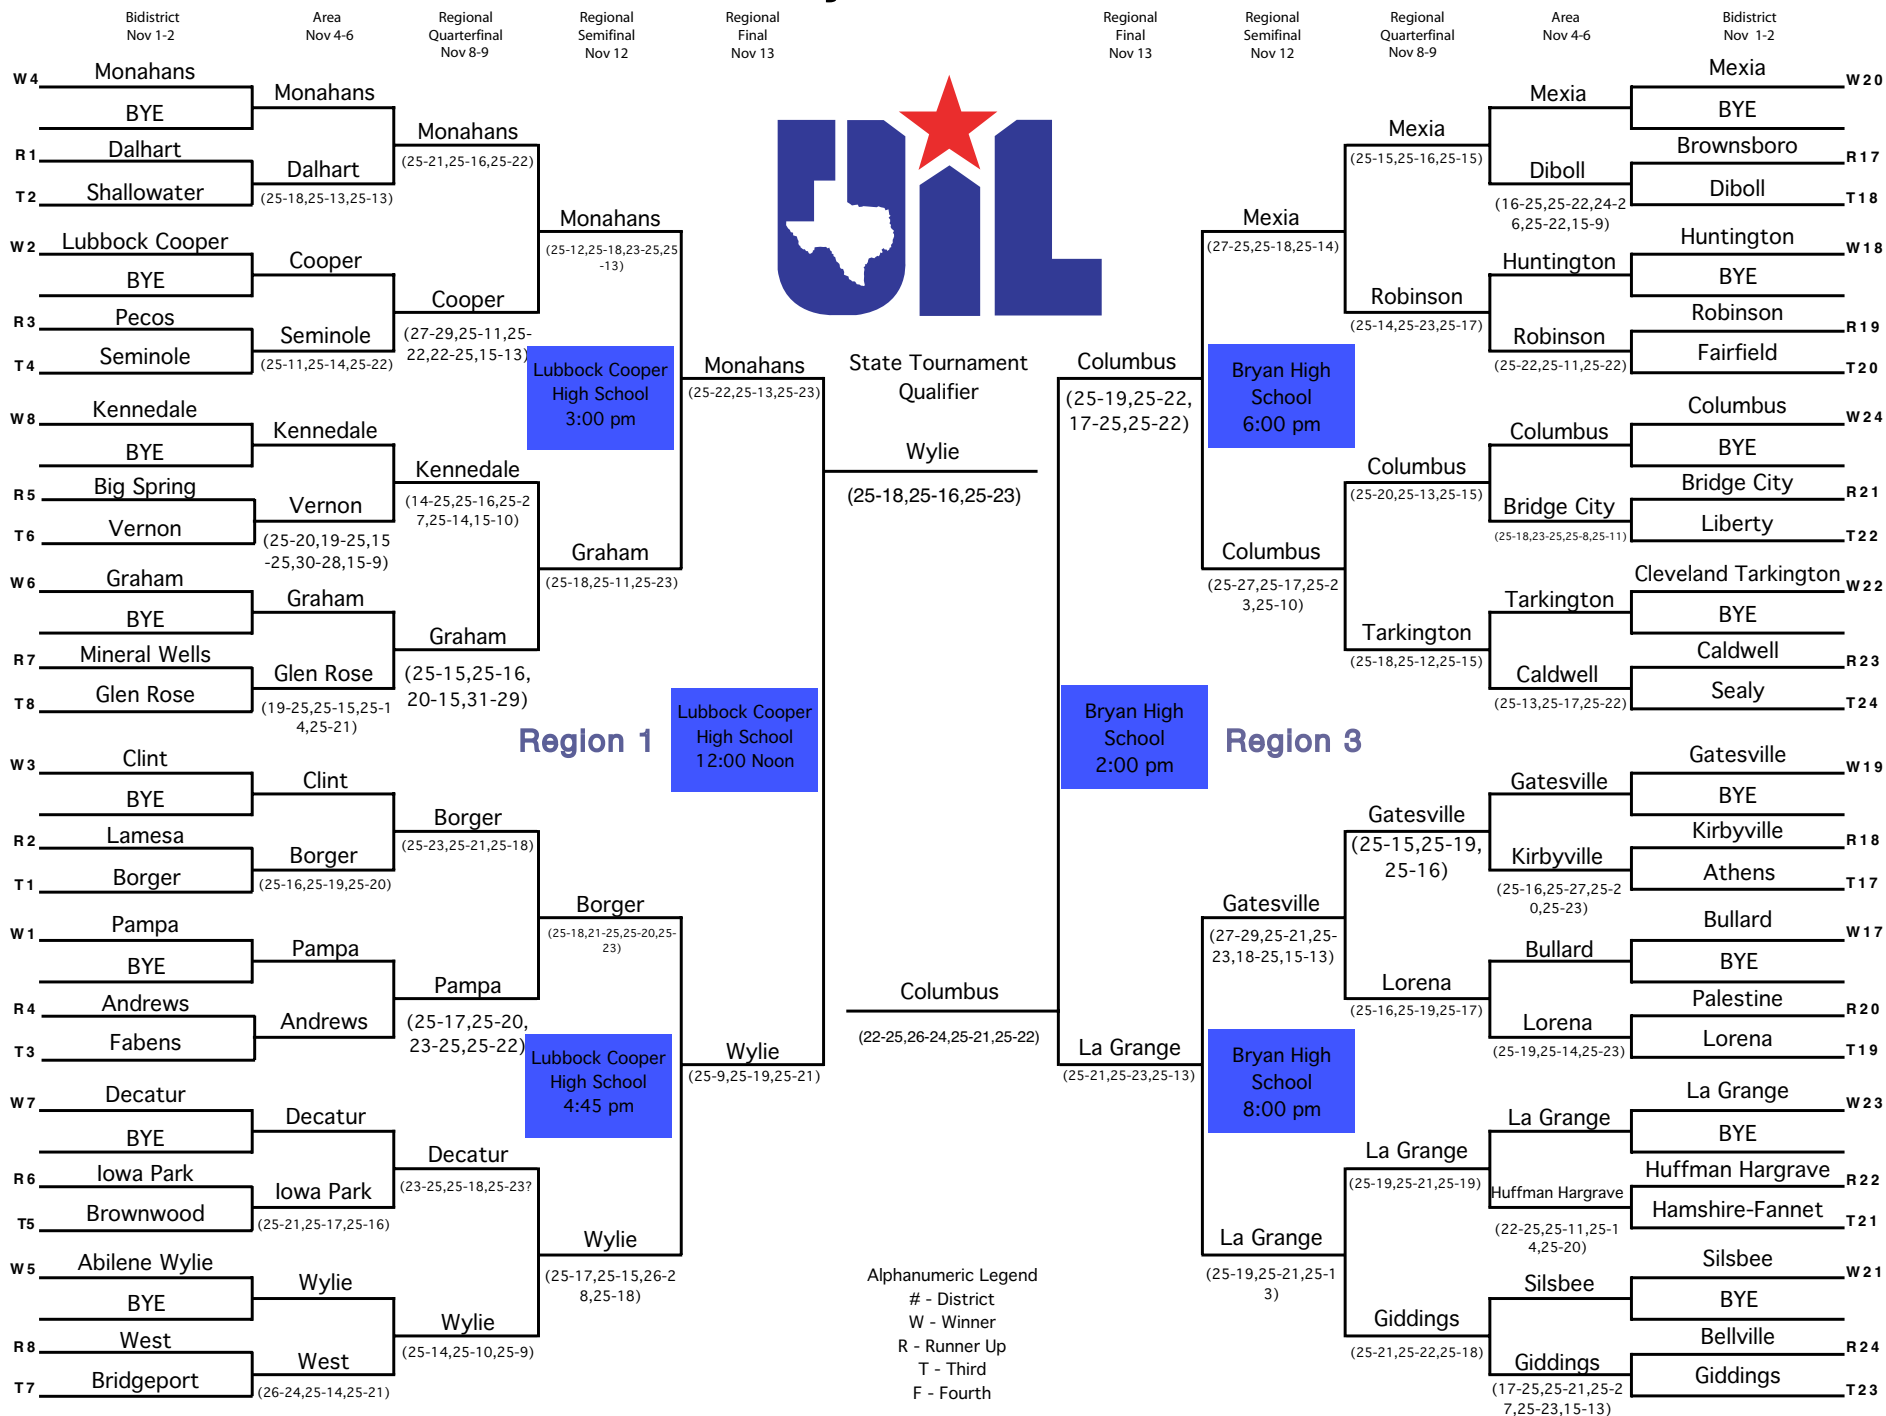 Bidistrict
Nov 1-2
Area
Nov 4-6
Regional
Quarterfinal
Nov 8-9
Regional
Semifinal
Nov 12
Regional
Final
Nov 13
Regional
Final
Nov 13
Regional
Semifinal
Nov 12
Regional
Quarterfinal
Nov 8-9
Area
Nov 4-6
Bidistrict
Nov 1-2
W4
Monahans
BYE
R1
Dalhart
T2
Shallowater
W2
Lubbock Cooper
BYE
R3
Pecos
T4
Seminole
W8
Kennedale
BYE
R5
Big Spring
T6
Vernon
W6
Graham
BYE
R7
Mineral Wells
T8
Glen Rose
W3
Clint
BYE
R2
Lamesa
T1
Borger
W1
Pampa
BYE
R4
Andrews
T3
Fabens
W7
Decatur
BYE
R6
Iowa Park
T5
Brownwood
W5
Abilene Wylie
BYE
R8
West
T7
Bridgeport
Monahans
Dalhart
(25-18,25-13,25-13)
Cooper
Seminole
(25-11,25-14,25-22)
Kennedale
Vernon
(25-20,19-25,15
-25,30-28,15-9)
Graham
Glen Rose
(19-25,25-15,25-1
4,25-21)
Clint
Borger
(25-16,25-19,25-20)
Pampa
Andrews
Decatur
Iowa Park
(25-21,25-17,25-16)
Wylie
West
(26-24,25-14,25-21)
Monahans
(25-21,25-16,25-22)
Cooper
(27-29,25-11,25-
22,22-25,15-13)
Kennedale
(14-25,25-16,25-2
7,25-14,15-10)
Graham
(25-15,25-16,
20-15,31-29)
Borger
(25-23,25-21,25-18)
Pampa
(25-17,25-20,
23-25,25-22)
Decatur
(23-25,25-18,25-23?
Wylie
(25-14,25-10,25-9)
Monahans
(25-12,25-18,23-25,25
-13)
Lubbock Cooper
High School
3:00 pm
Graham
(25-18,25-11,25-23)
Region 1
Borger
(25-18,21-25,25-20,25-
23)
Lubbock Cooper
High School
4:45 pm
Wylie
(25-17,25-15,26-2
8,25-18)
Monahans
(25-22,25-13,25-23)
Lubbock Cooper
High School
12:00 Noon
Wylie
(25-9,25-19,25-21)
UIL
State Tournament
Qualifier
Wylie
(25-18,25-16,25-23)
Columbus
(22-25,26-24,25-21,25-22)
Alphanumeric Legend
# - District
W - Winner
R - Runner Up
T - Third
F - Fourth
Columbus
(25-19,25-22,
17-25,25-22)
Bryan High
School
2:00 pm
La Grange
(25-21,25-23,25-13)
Mexia
(27-25,25-18,25-14)
Bryan High
School
6:00 pm
Columbus
(25-27,25-17,25-2
3,25-10)
Region 3
Gatesville
(27-29,25-21,25-
23,18-25,15-13)
Bryan High
School
8:00 pm
La Grange
(25-19,25-21,25-1
3)
Mexia
(25-15,25-16,25-15)
Robinson
(25-14,25-23,25-17)
Columbus
(25-20,25-13,25-15)
Tarkington
(25-18,25-12,25-15)
Gatesville
(25-15,25-19,
25-16)
Lorena
(25-16,25-19,25-17)
La Grange
(25-19,25-21,25-19)
Giddings
(25-21,25-22,25-18)
Mexia
Diboll
(16-25,25-22,24-2
6,25-22,15-9)
Huntington
Robinson
(25-22,25-11,25-22)
Columbus
Bridge City
(25-18,23-25,25-8,25-11)
Tarkington
Caldwell
(25-13,25-17,25-22)
Gatesville
Kirbyville
(25-16,25-27,25-2
0,25-23)
Bullard
Lorena
(25-19,25-14,25-23)
La Grange
Huffman Hargrave
(22-25,25-11,25-1
4,25-20)
Silsbee
Giddings
(17-25,25-21,25-2
7,25-23,15-13)
Mexia
W20
BYE
Brownsboro
R17
Diboll
T18
Huntington
W18
BYE
Robinson
R19
Fairfield
T20
Columbus
W24
BYE
Bridge City
R21
Liberty
T22
Cleveland Tarkington
W22
BYE
Caldwell
R23
Sealy
T24
Gatesville
W19
BYE
Kirbyville
R18
Athens
T17
Bullard
W17
BYE
Palestine
R20
Lorena
T19
La Grange
W23
BYE
Huffman Hargrave
R22
Hamshire-Fannet
T21
Silsbee
W21
BYE
Bellville
R24
Giddings
T23